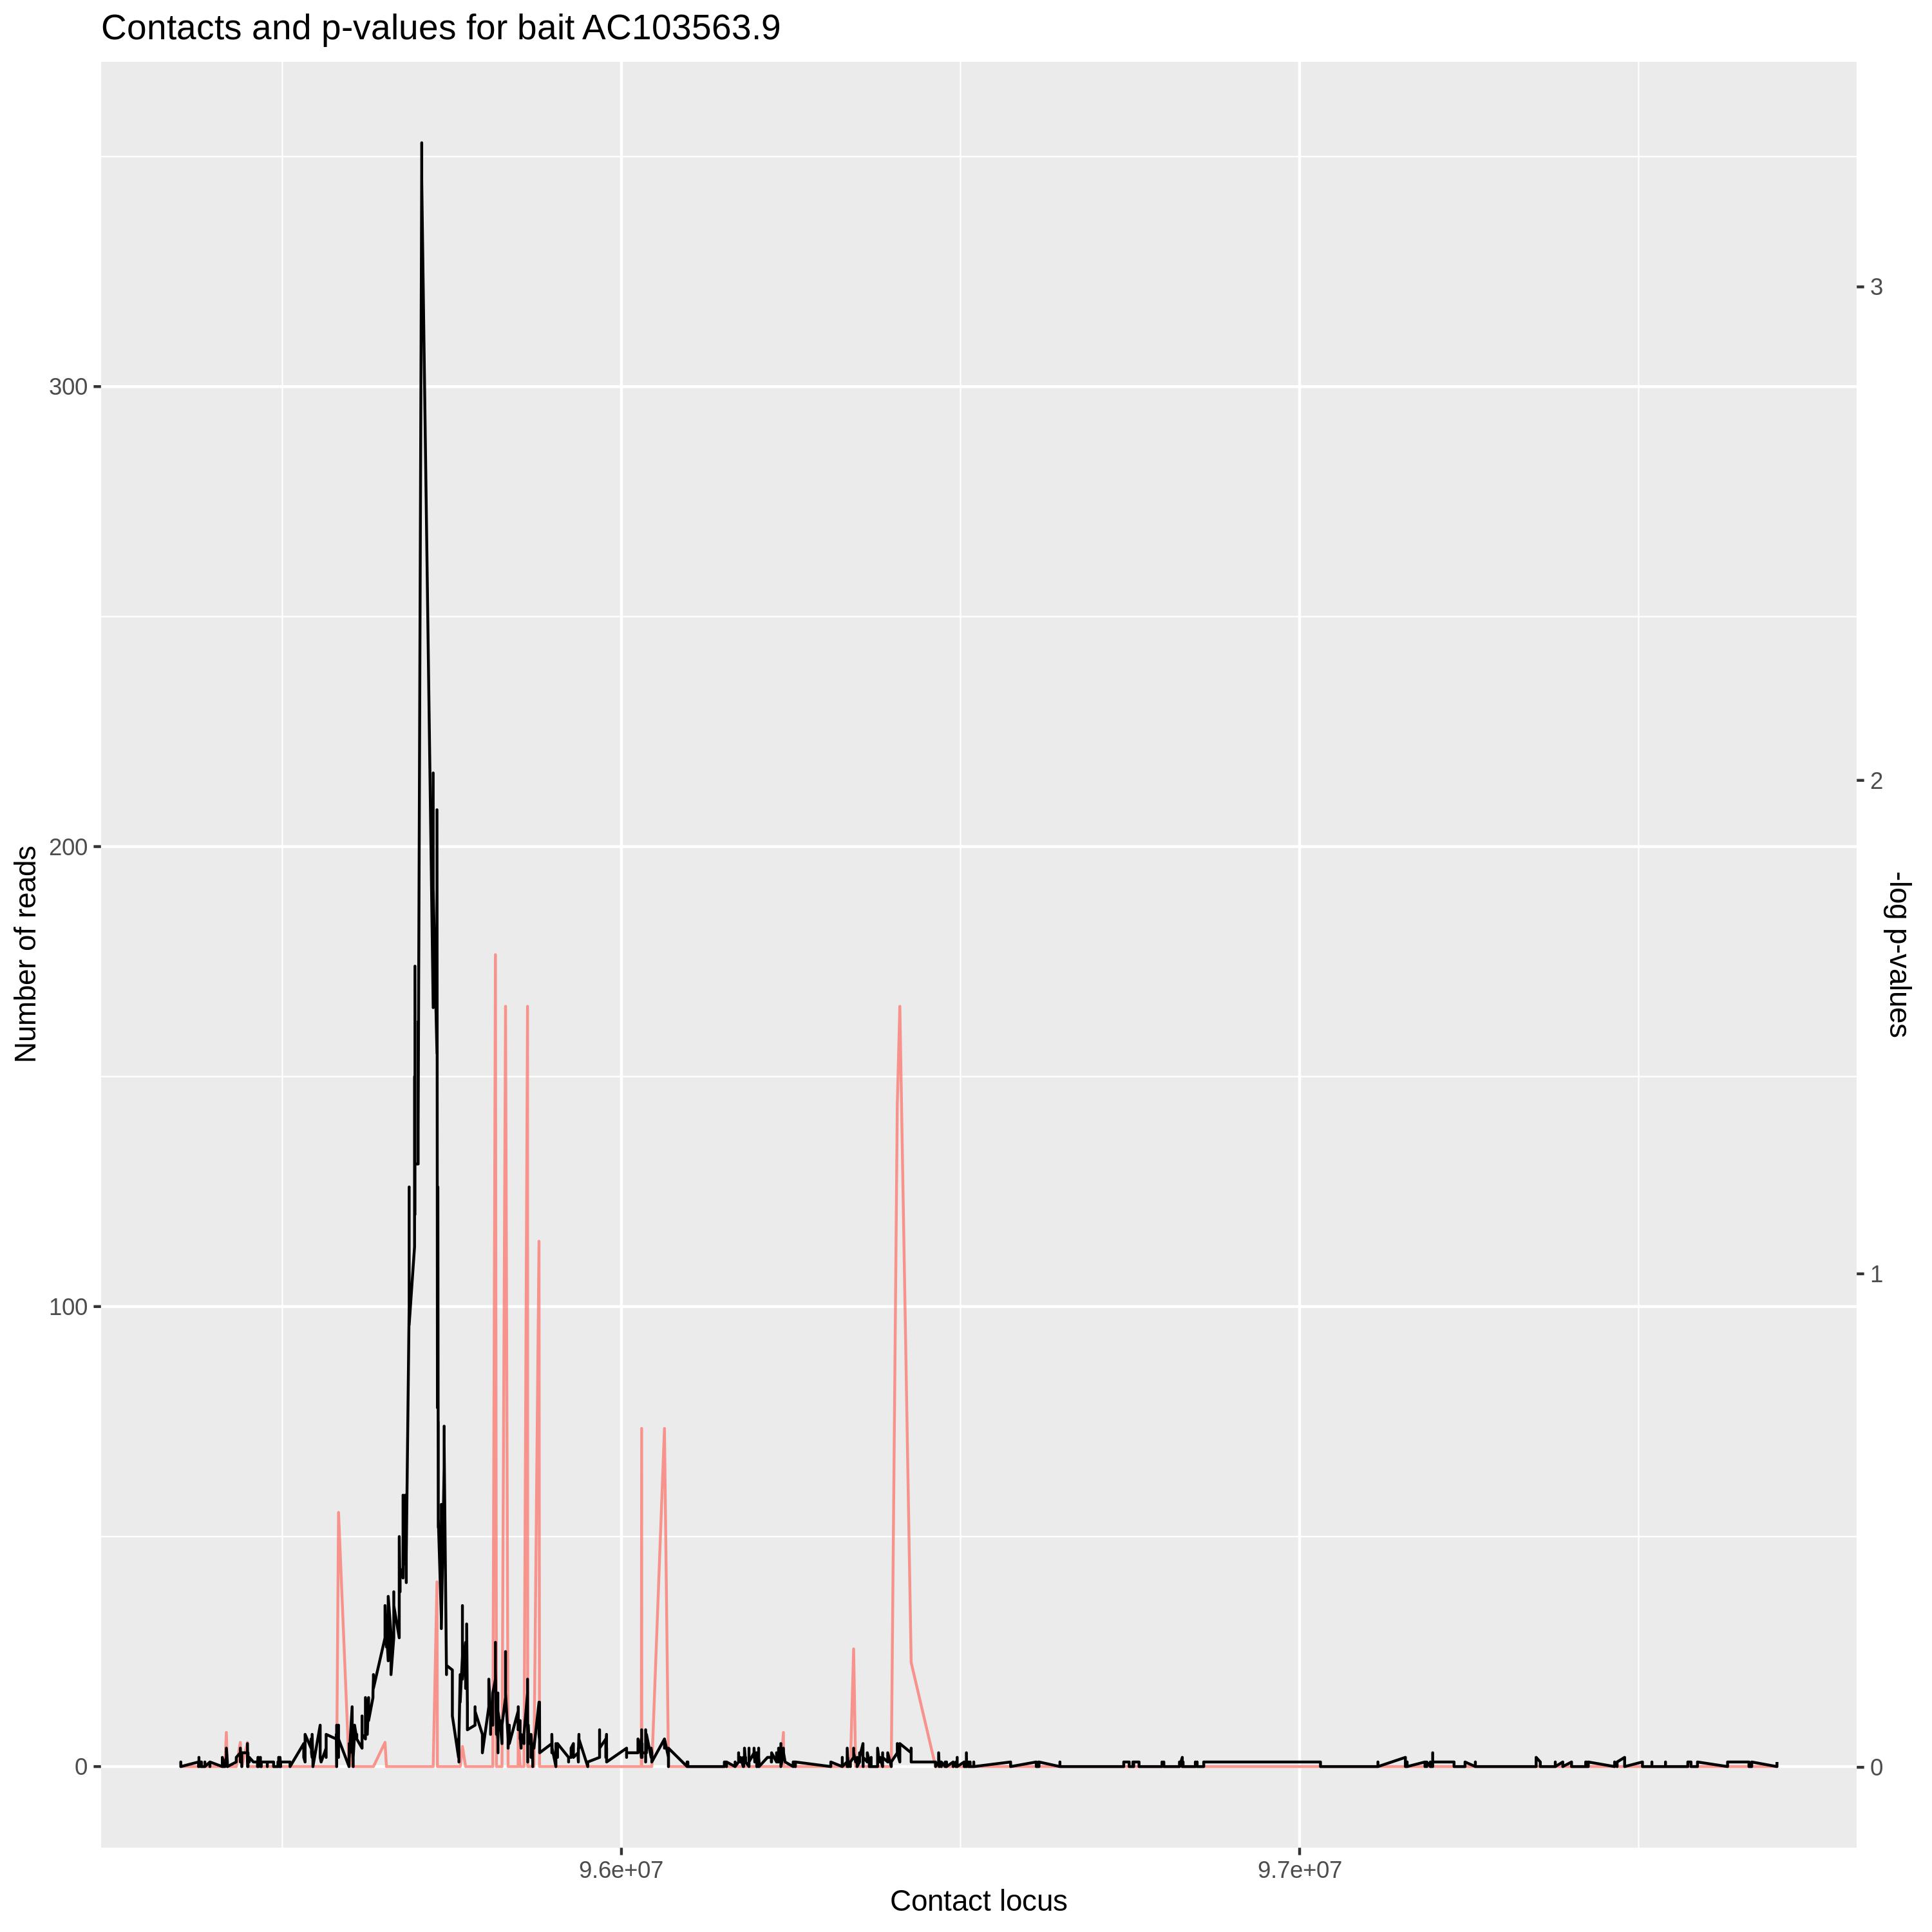 Contacts and p-values for bait AC103563.9
Number of reads
300
200
100
0
3
2
1
0
-log p-values
9.6e+07
9.7e+07
Contact locus